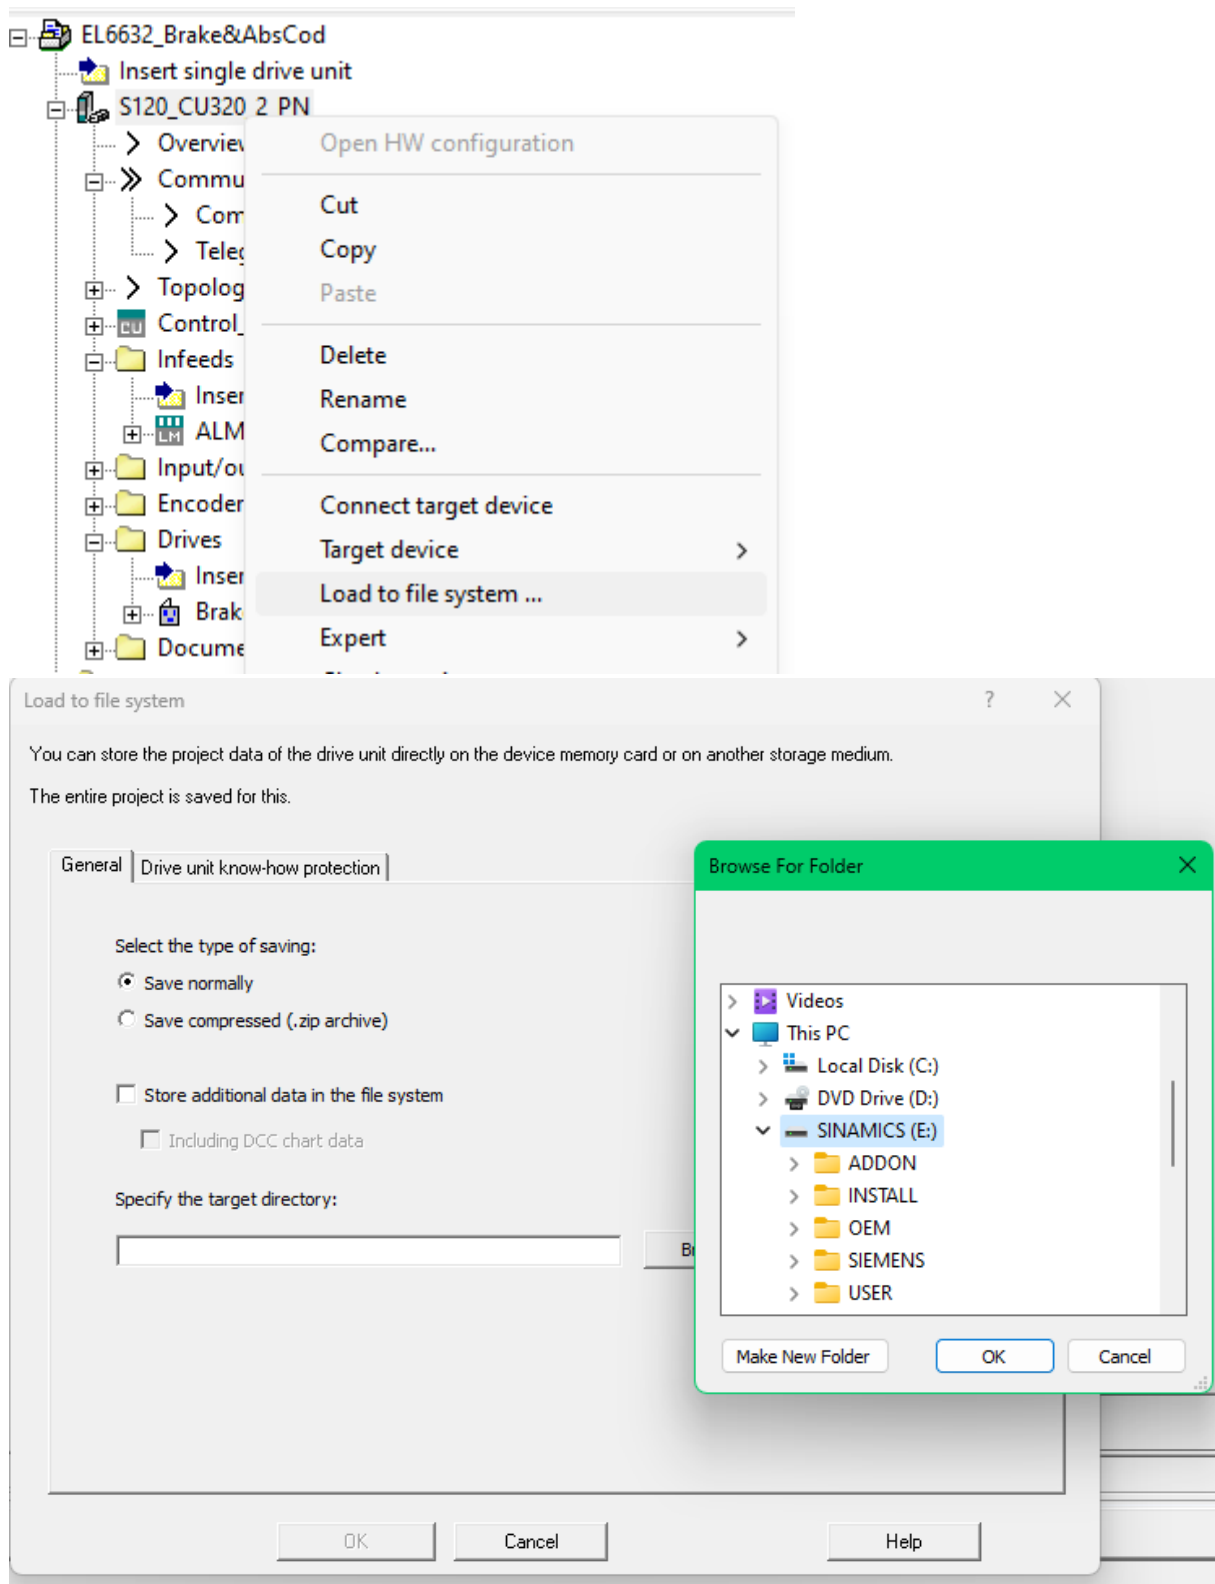 EL6632_Brake&AbsCod
Insert single drive unit
S120_CU320_2_PN
Overview
Open HW configuration
Commu
Cut
Com
Teleg
Copy
Topolog
Paste
Control_
Infeeds
Delete
Inser
Rename
ALM
Compare...
Input/ou
Encoder
Connect target device
Drives
Target device
Inser
Load to file system ...
Brak
Expert
Docume
Load to file system
You can store the project data of the drive unit directly on the device memory card or on another storage medium.
The entire project is saved for this.
General
Drive unit know-how protection
Select the type of saving:
Save normally
Save compressed (.zip archive)
Store additional data in the file system
Including DCC chart data
Specify the target directory:
Br
OK
Cancel
Help
Browse For Folder
Videos
This PC
Local Disk (C:)
DVD Drive (D:)
SINAMICS (E:)
ADDON
INSTALL
OEM
SIEMENS
USER
Make New Folder
OK
Cancel